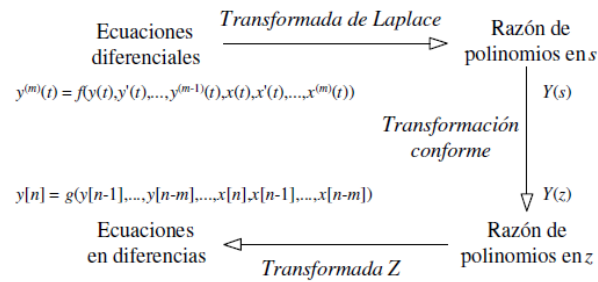 Ecuaciones
diferenciales
Transformada de Laplace
Razón de
polinomios en s
y(m)(t) = f(y(t),y'(t),...,y(m-1)(t),x(t),x'(t),...,x(m)(t))
Y(s)
Transformación
conforme
y[n] = g(y[n-1],...,y[n-m],...,x[n],x[n-1],...,x[n-m])
Y(z)
Ecuaciones
en diferencias
Transformada Z
Razón de
polinomios en z